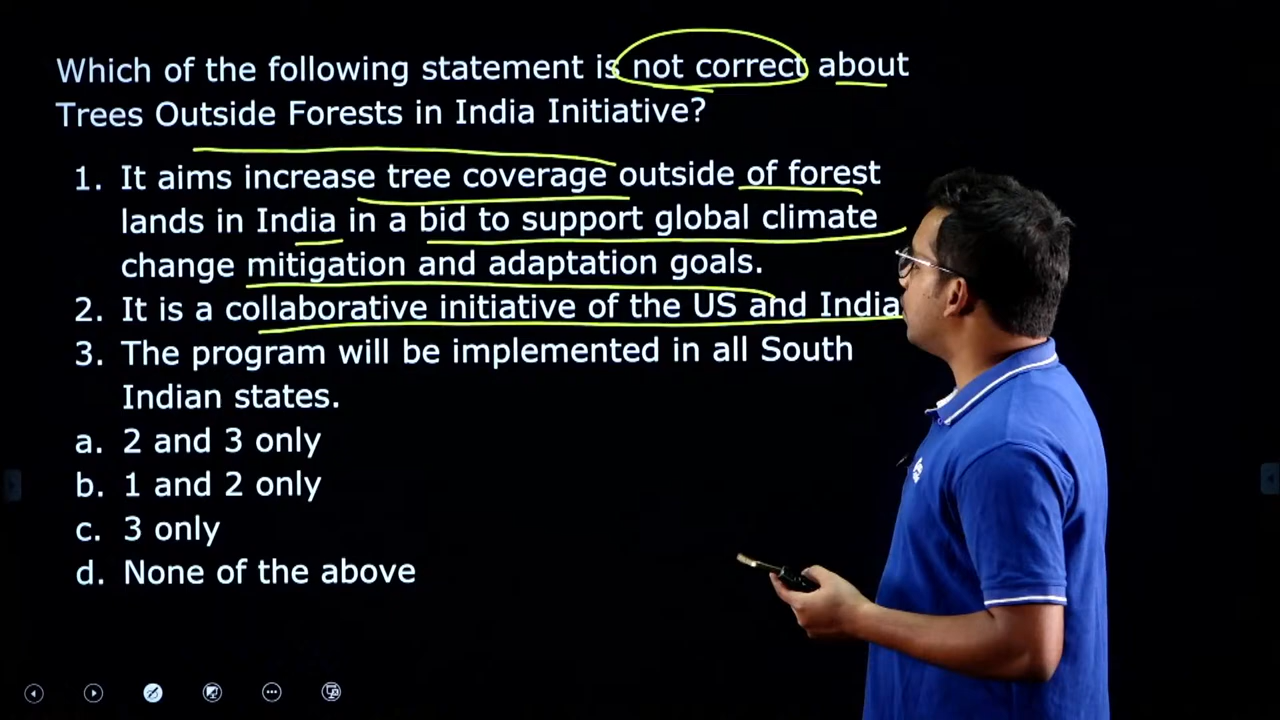 Which of the following statement is not correct about
Trees Outside Forests in India Initiative?
1. It aims increase tree coverage outside of forest
lands in India in a bid to support global climate
change mitigation and adaptation goals.
2. It is a collaborative initiative of the US and India
3. The program will be implemented in all South
Indian states.
a. 2 and 3 only
b. 1 and 2 only
c. 3 only
d. None of the above